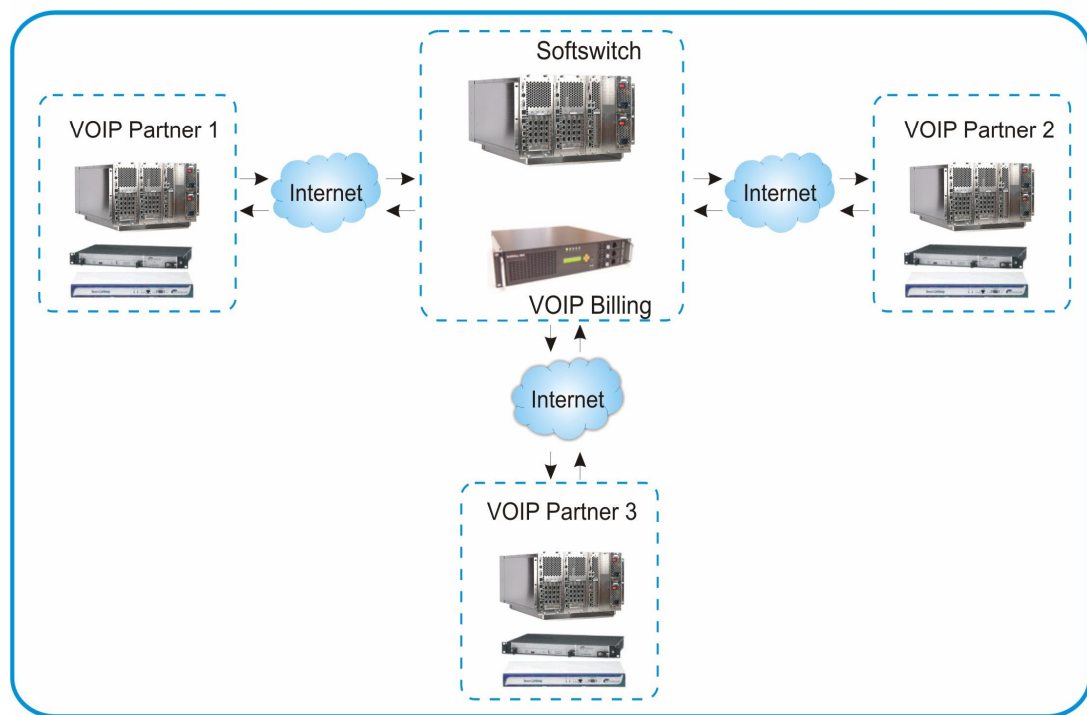 Softswitch
VOIP Partner 1
VOIP Partner 2
Internet
Internet
VOIP Billing
Internet
VOIP Partner 3